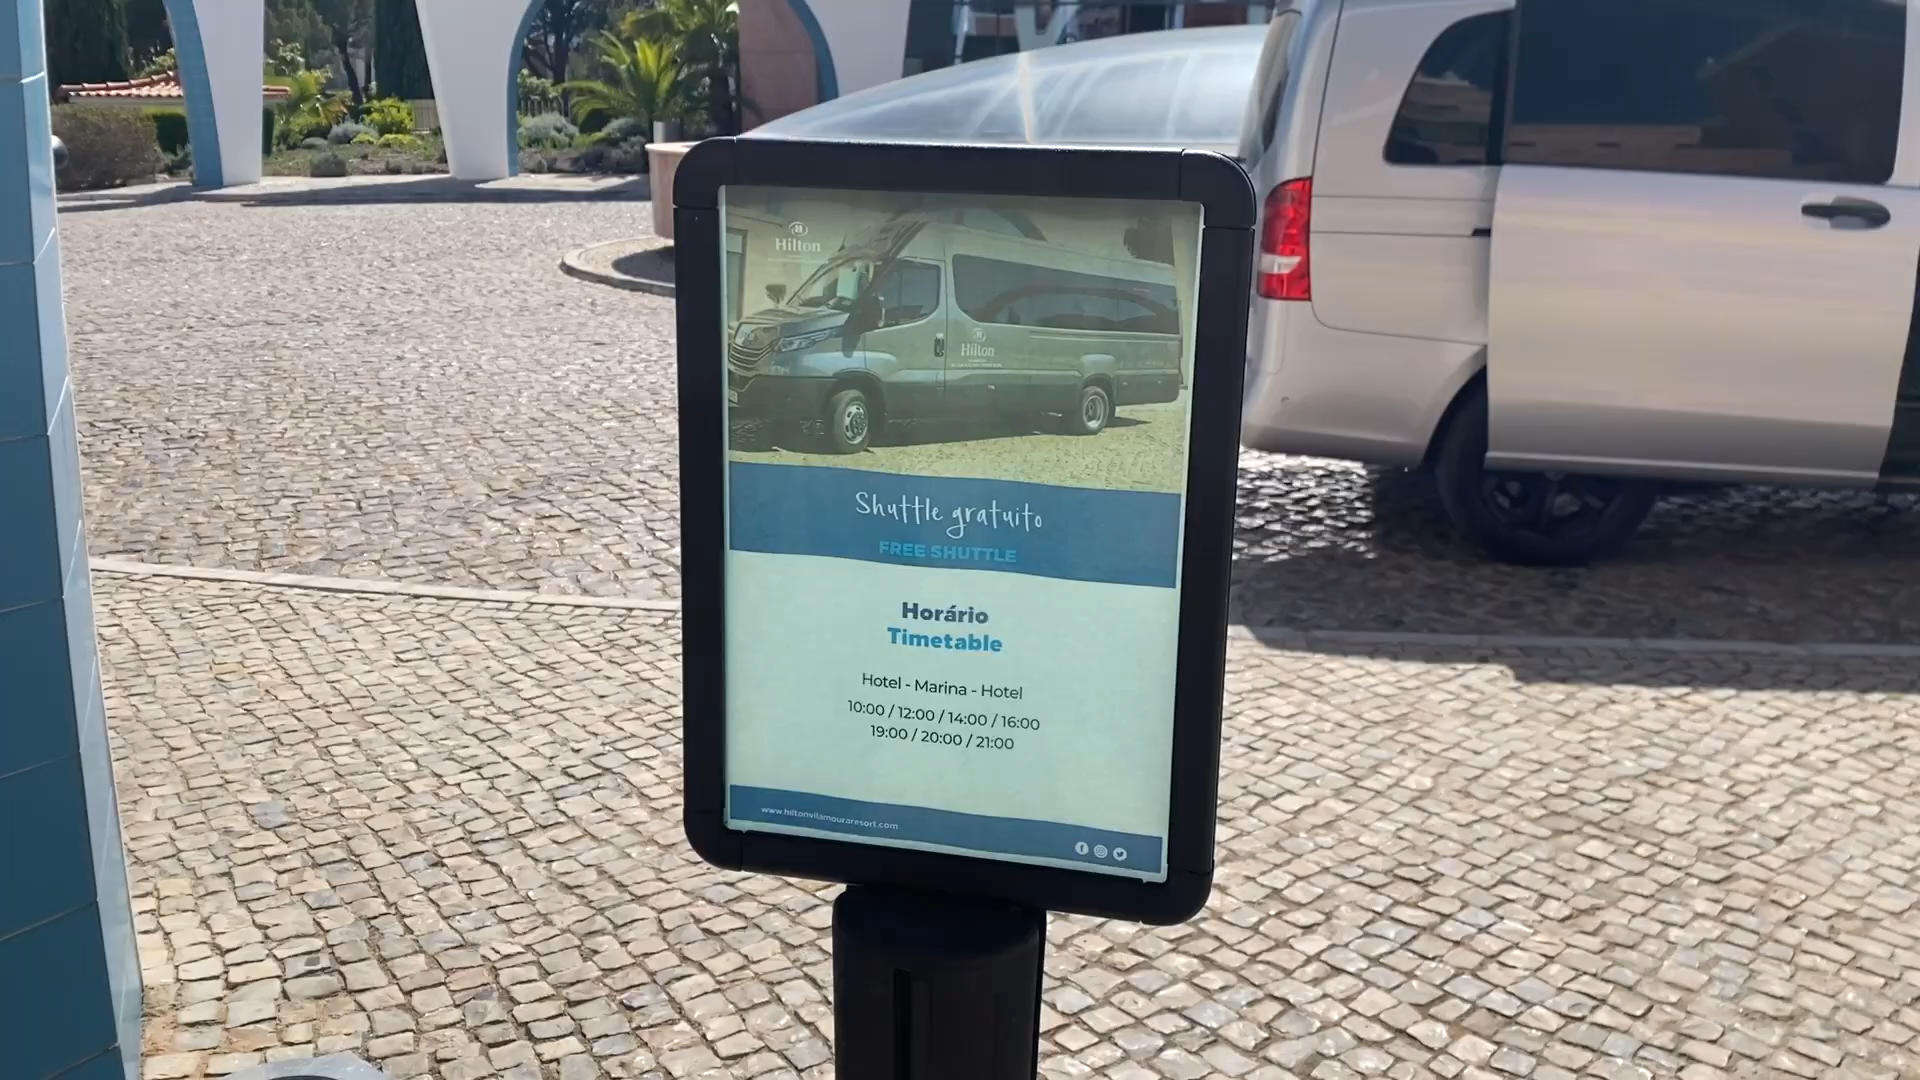 Hilton
Hilton
Shuttle gratuito
FREE SHUTTLE
Horário
Timetable
Hotel - Marina - Hotel
10:00 / 12:00 / 14:00 / 16:00
19:00 / 20:00 / 21:00
www.hiltonvilamouraresort.com